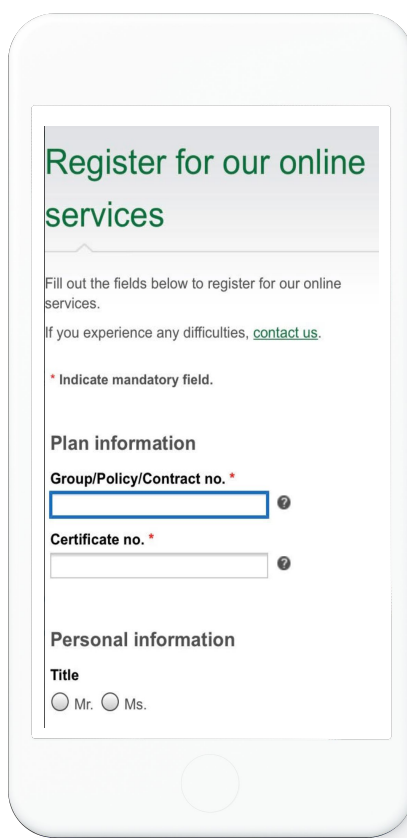 Register for our online
services
Fill out the fields below to register for our online
services.
If you experience any difficulties, contact us.
* Indicate mandatory field.
Plan information
Group/Policy/Contract no. *
?
Certificate no. *
?
Personal information
Title
Mr. Ms.